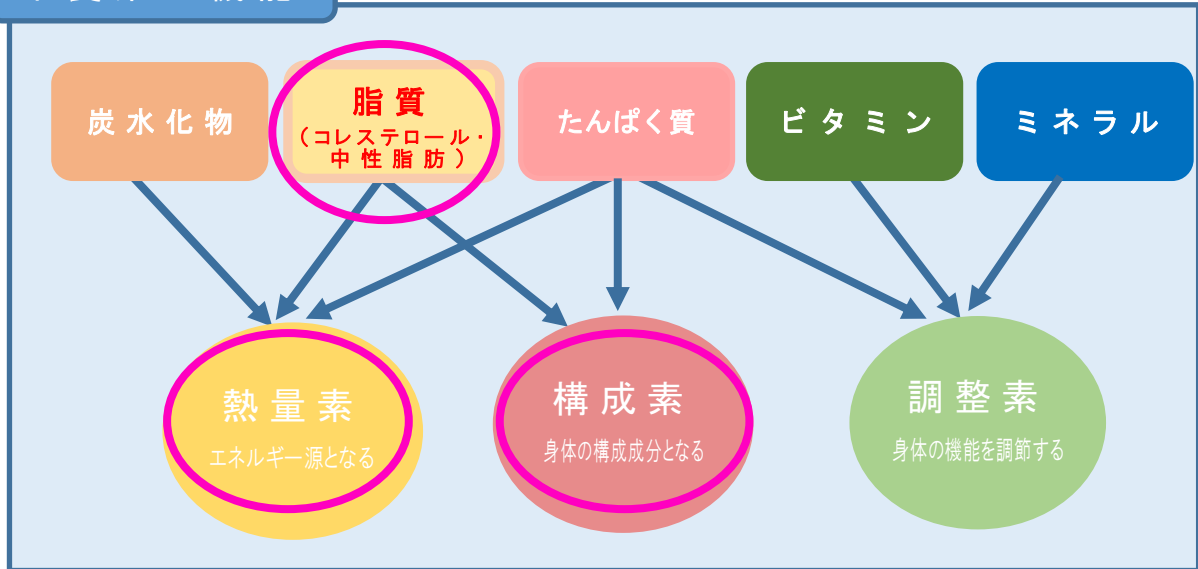 炭水化物
脂質
（コレステロール・
中性脂肪）
たんぱく質
ビタミン
ミネラル
熱量素
エネルギー源となる
構成素
身体の構成成分となる
調整素
身体の機能を調節する